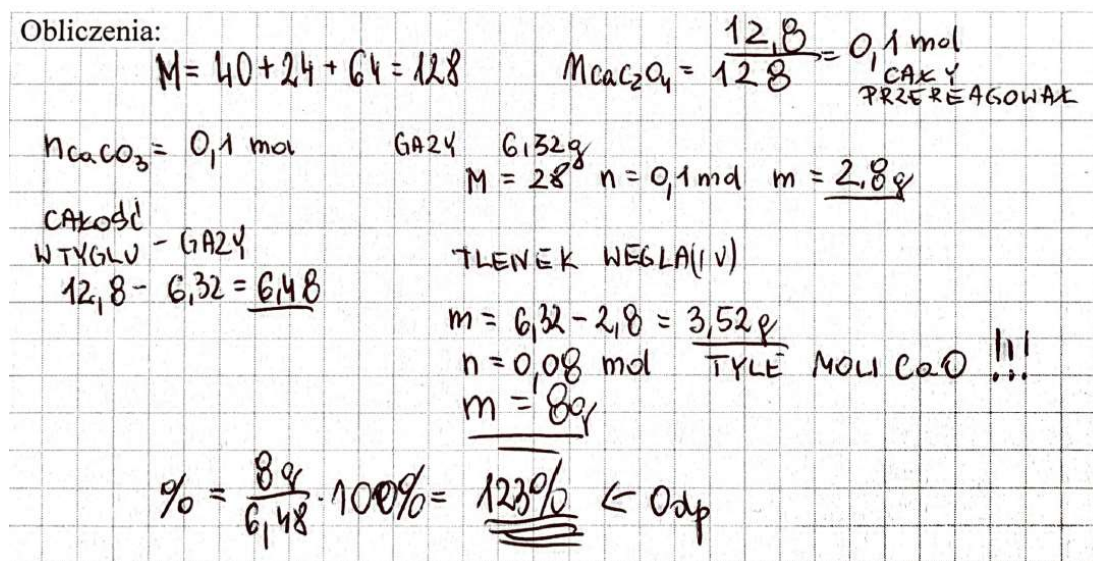 Obliczenia:
M = 40 + 24 + 64 = 128
nCaC2O4 = 12,8/128 = 0,1 mol
CAŁY
PRZEREAGOWAŁ
nCaCO3 = 0,1 mol
GAZY 6,32g
M = 28 n = 0,1 mol m = 2,8g
CAŁOŚĆ
W TYGLU - GAZY
12,8 - 6,32 = 6,48
TLENEK WEGLA(IV)
m = 6,32 - 2,8 = 3,52g
n = 0,08 mol TYLE MOLI CaO !!!
m = 8g
% = 8g/6,48 · 100% = 123% ← Odp